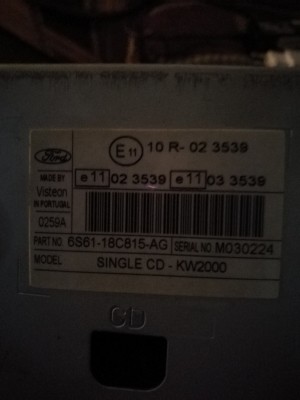 Ford
E11 10 R- 02 3539
MADE BY
Visteon
IN PORTUGAL
e11 02 3539 e11 03 3539
0259A
PART NO 6S61-18C815-AG SERIAL NO M030224
MODEL SINGLE CD - KW2000
CD